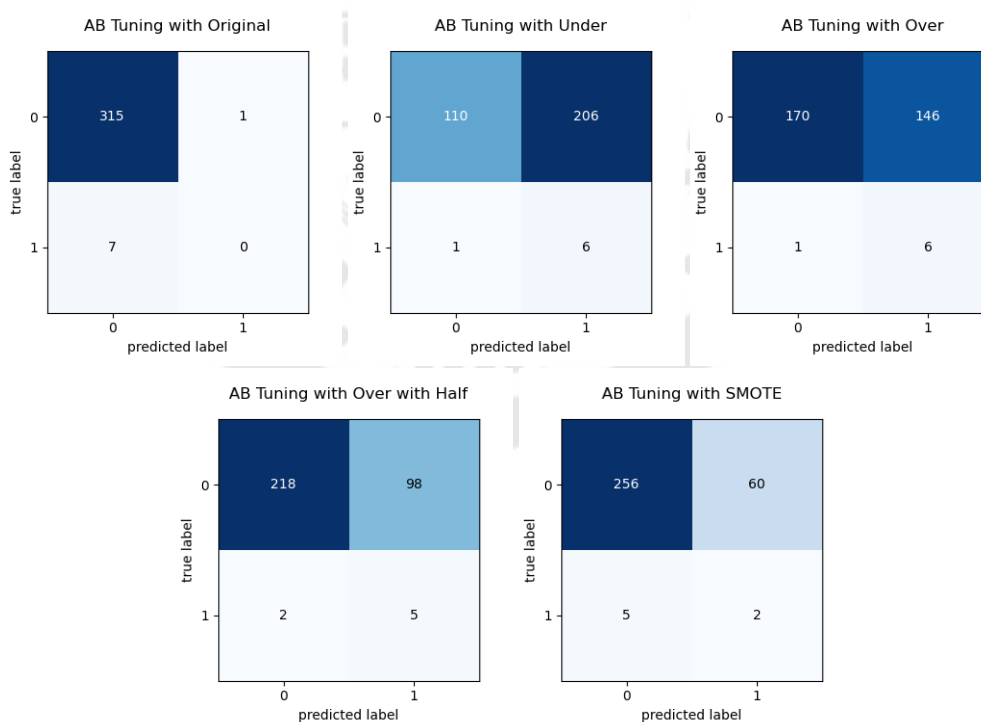 AB Tuning with Original
0
315
1
true label
1
7
0
0
1
predicted label
AB Tuning with Under
0
110
206
true label
1
1
6
0
1
predicted label
AB Tuning with Over
0
170
146
true label
1
1
6
0
1
predicted label
AB Tuning with Over with Half
0
218
98
true label
1
2
5
0
1
predicted label
AB Tuning with SMOTE
0
256
60
true label
1
5
2
0
1
predicted label